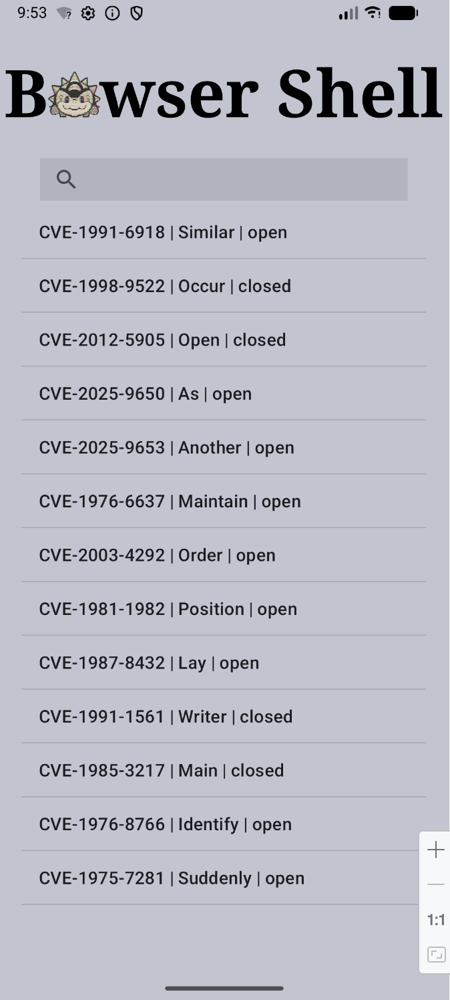 9:53
Bowser Shell
CVE-1991-6918 | Similar | open
CVE-1998-9522 | Occur | closed
CVE-2012-5905 | Open | closed
CVE-2025-9650 | As | open
CVE-2025-9653 | Another | open
CVE-1976-6637 | Maintain | open
CVE-2003-4292 | Order | open
CVE-1981-1982 | Position | open
CVE-1987-8432 | Lay | open
CVE-1991-1561 | Writer | closed
CVE-1985-3217 | Main | closed
CVE-1976-8766 | Identify | open
CVE-1975-7281 | Suddenly | open
1:1